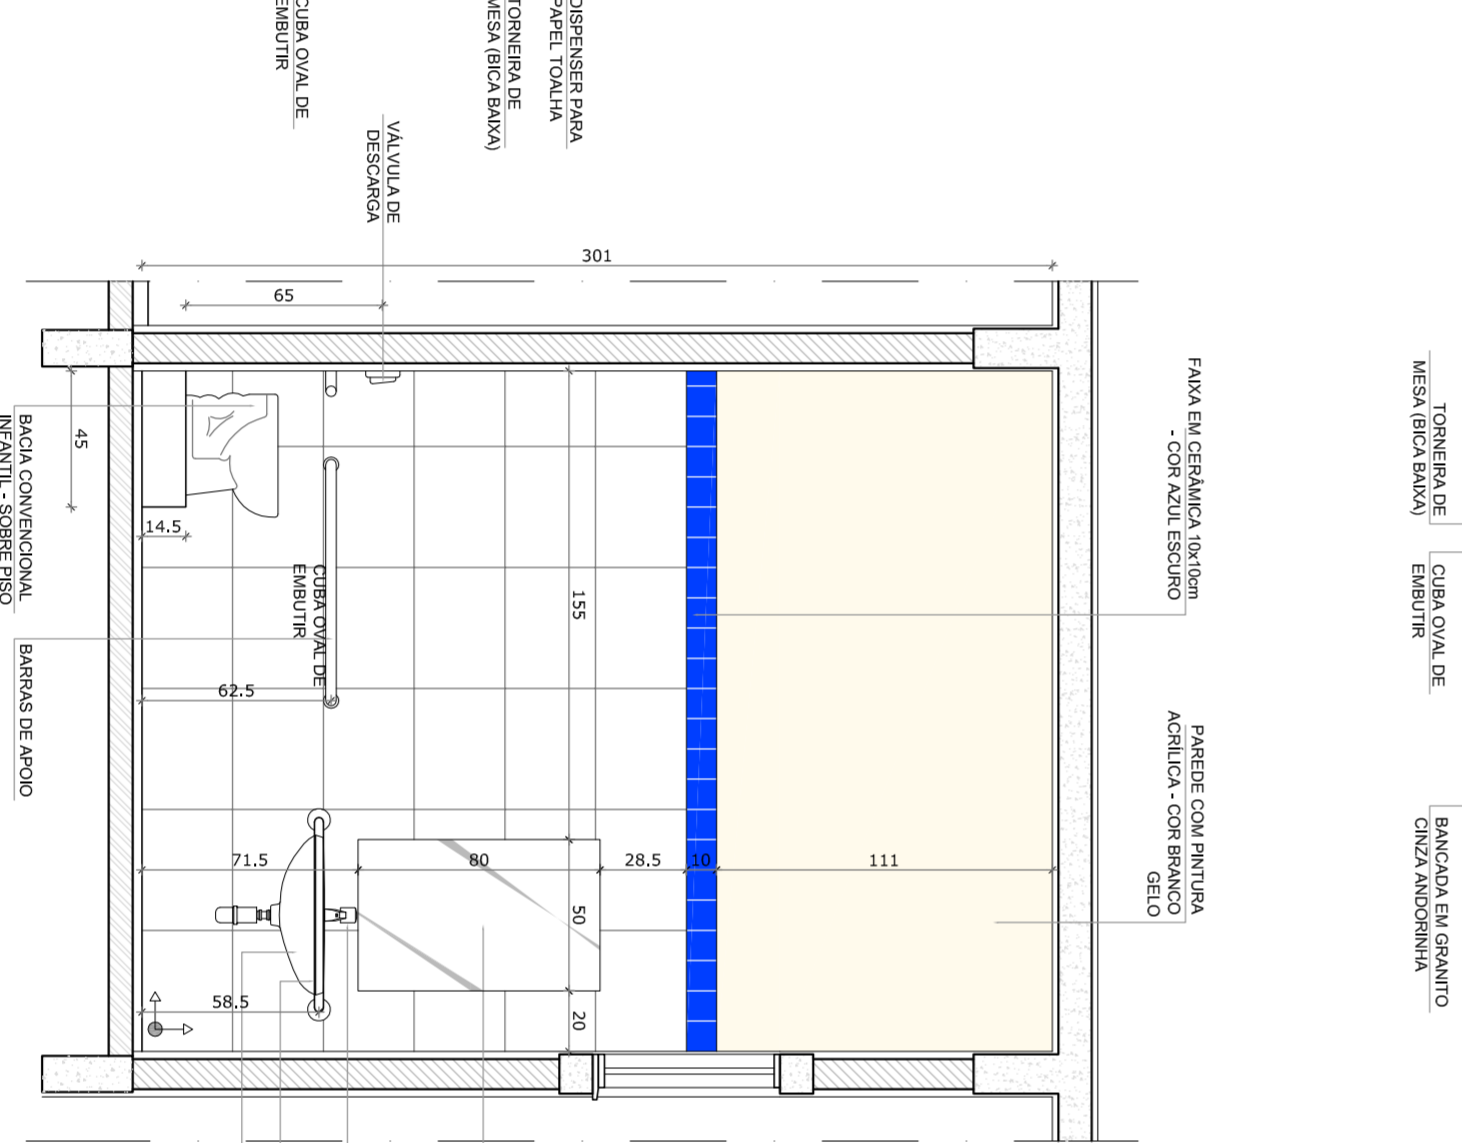 CUBA OVAL DE
EMBUTIR
VÁLVULA DE
DESCARGA
TORNEIRA DE
MESA (BICA BAIXA)
DISPENSER PARA
PAPEL TOALHA
301
65
45
14.5
BACIA CONVENCIONAL
INFANTIL - SOBRE PISO
BARRAS DE APOIO
CUBA OVAL DE
EMBUTIR
62.5
155
71.5
80
28.5
10
111
50
58.5
20
FAIXA EM CERÂMICA 10x10cm
- COR AZUL ESCURO
PAREDE COM PINTURA
ACRÍLICA - COR BRANCO
GELO
TORNEIRA DE
MESA (BICA BAIXA)
CUBA OVAL DE
EMBUTIR
BANCADA EM GRANITO
CINZA ANDORINHA